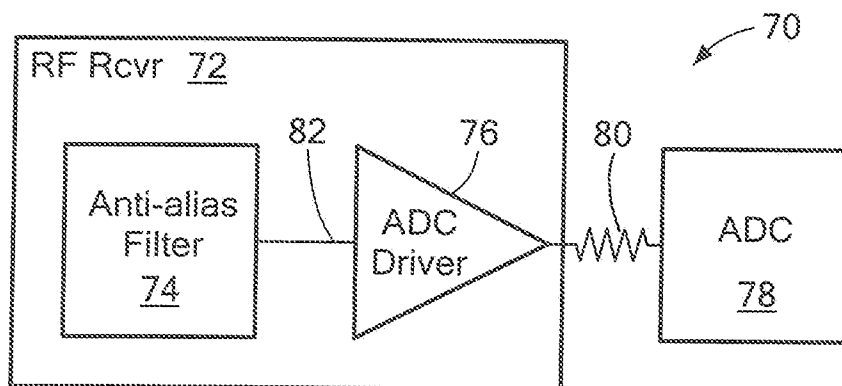 70
RF Rcvr 72
82
76
80
Anti-alias
Filter
74
ADC
Driver
ADC
78